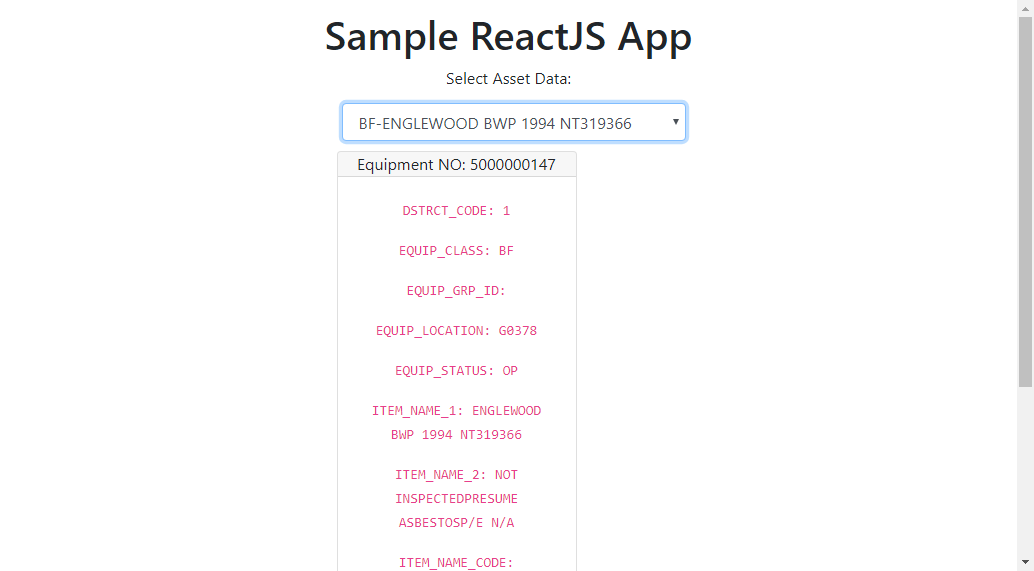 Sample ReactJS App
Select Asset Data:
BF-ENGLEWOOD BWP 1994 NT319366
Equipment NO: 5000000147
DSTRCT_CODE: 1
EQUIP_CLASS: BF
EQUIP_GRP_ID:
EQUIP_LOCATION: G0378
EQUIP_STATUS: OP
ITEM_NAME_1: ENGLEWOOD
BWP 1994 NT319366
ITEM_NAME_2: NOT
INSPECTEDPRESUME
ASBESTOSP/E N/A
ITEM_NAME_CODE: